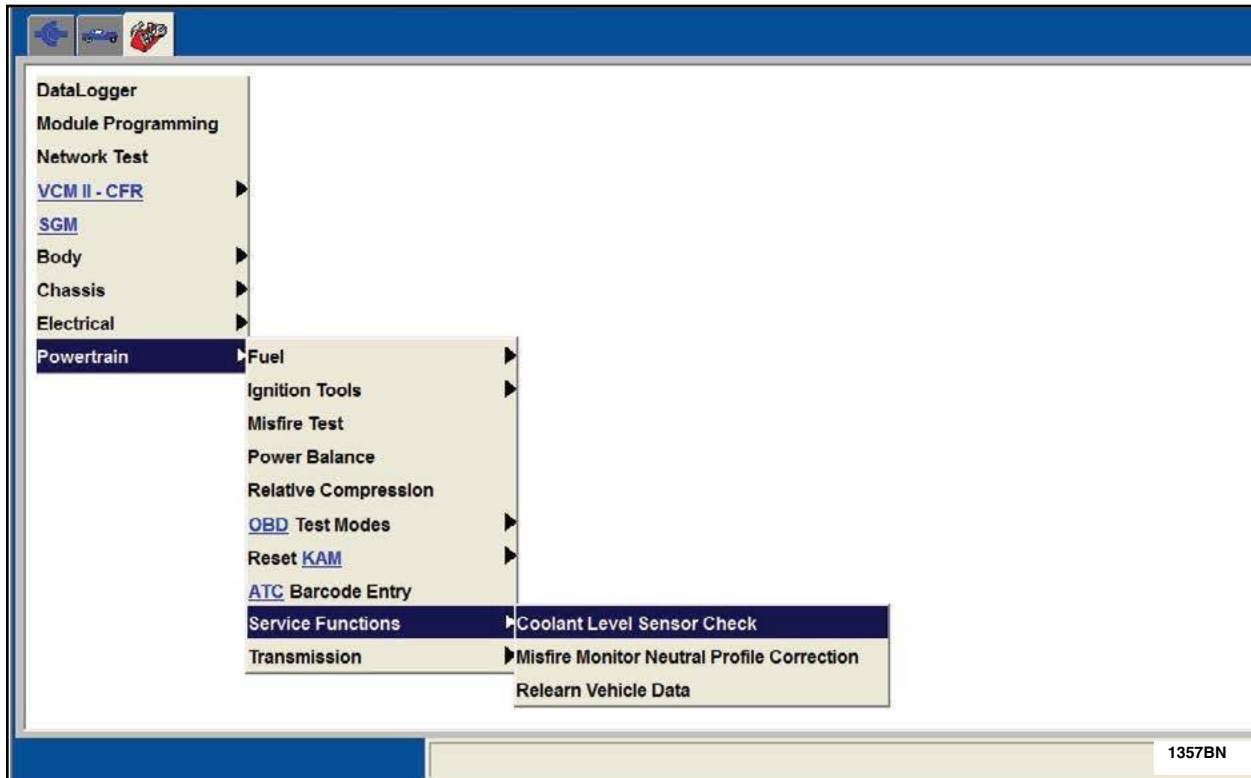 DataLogger
Module Programming
Network Test
VCM II - CFR
SGM
Body
Chassis
Electrical
Powertrain
Fuel
Ignition Tools
Misfire Test
Power Balance
Relative Compression
OBD Test Modes
Reset KAM
ATC Barcode Entry
Service Functions
Transmission
Coolant Level Sensor Check
Misfire Monitor Neutral Profile Correction
Relearn Vehicle Data
1357BN